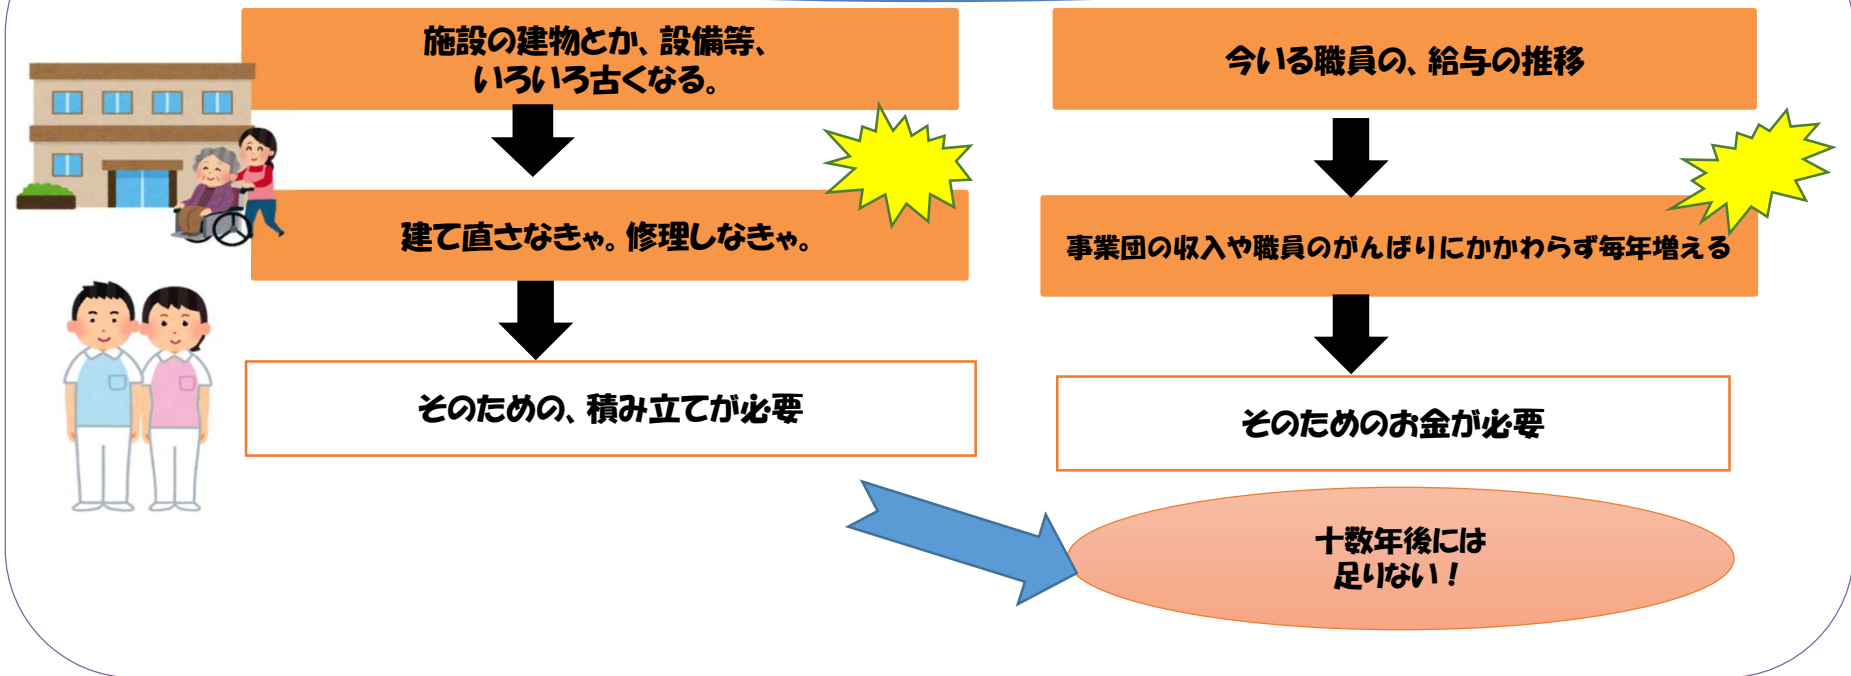 施設の建物とか、設備等、
いろいろ古くなる。
建て直さなきゃ。修理しなきゃ。
そのための、積み立てが必要
今いる職員の、給与の推移
事業団の収入や職員のがんばりにかかわらず毎年増える
そのためのお金が必要
十数年後には
足りない！